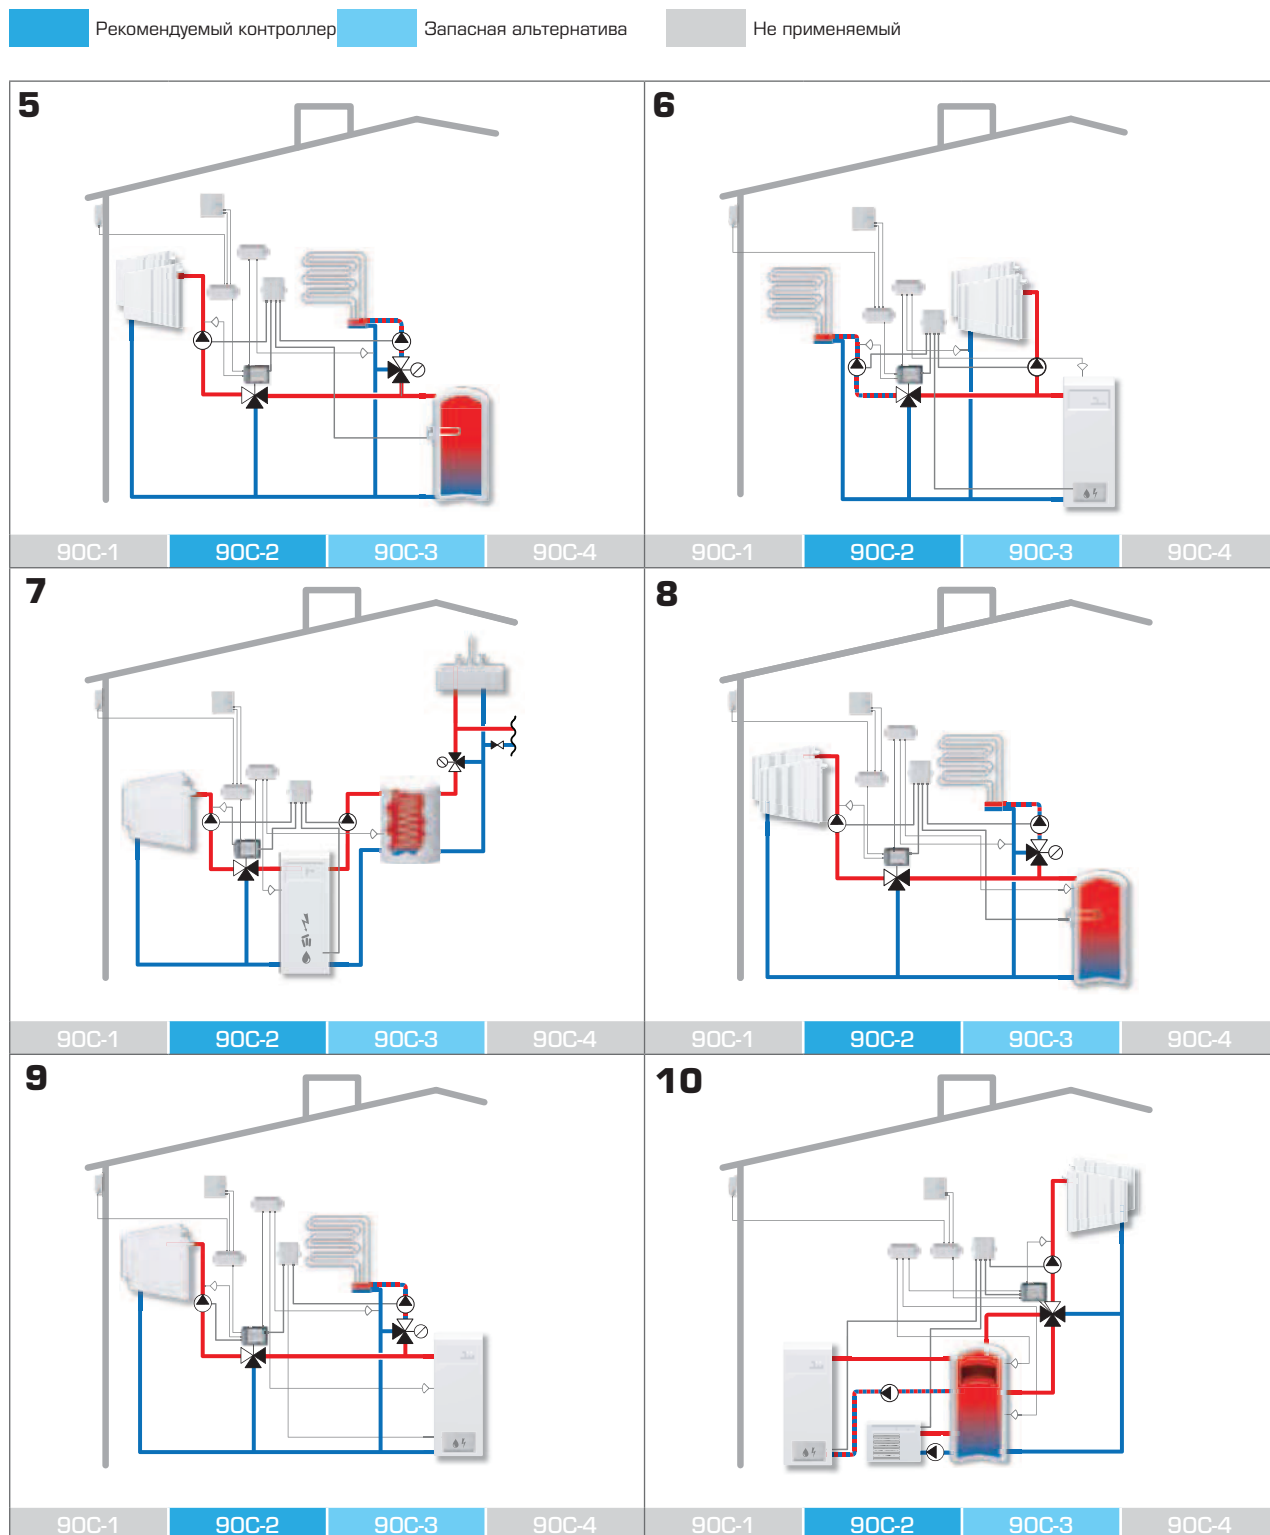 Рекомендуемый контроллер Запасная альтернатива Не применяемый
5 6
90C-1 90C-2 90C-3 90C-4 90C-1 90C-2 90C-3 90C-4
7 8
90C-1 90C-2 90C-3 90C-4 90C-1 90C-2 90C-3 90C-4
9 10
90C-1 90C-2 90C-3 90C-4 90C-1 90C-2 90C-3 90C-4